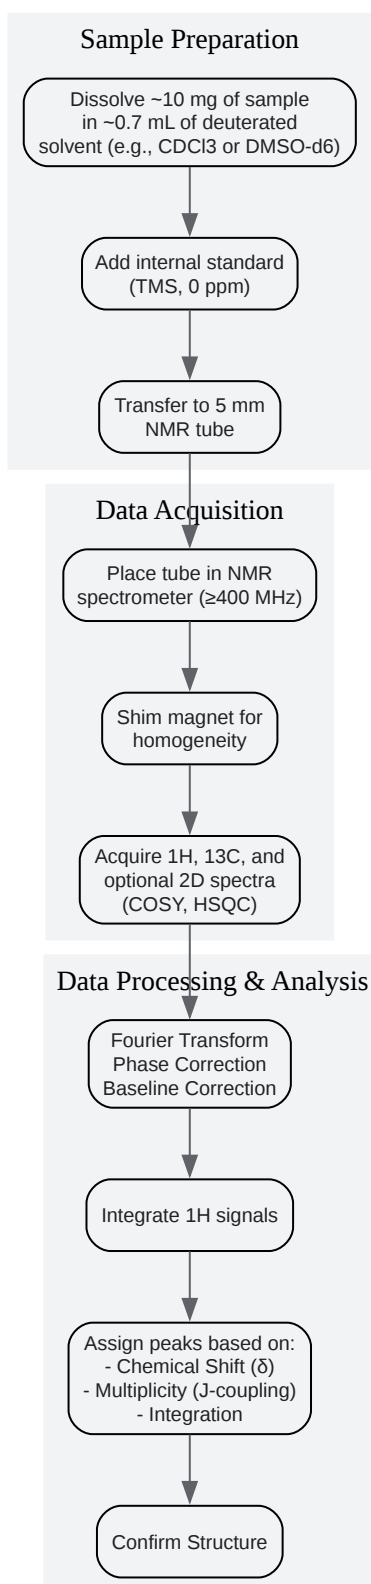 Sample Preparation
Dissolve ~10 mg of sample
in ~0.7 mL of deuterated
solvent (e.g., CDCl3 or DMSO-d6)
Add internal standard
(TMS, 0 ppm)
Transfer to 5 mm
NMR tube
Data Acquisition
Place tube in NMR
spectrometer (≥400 MHz)
Shim magnet for
homogeneity
Acquire 1H, 13C, and
optional 2D spectra
(COSY, HSQC)
Data Processing & Analysis
Fourier Transform
Phase Correction
Baseline Correction
Integrate 1H signals
Assign peaks based on:
- Chemical Shift (δ)
- Multiplicity (J-coupling)
- Integration
Confirm Structure